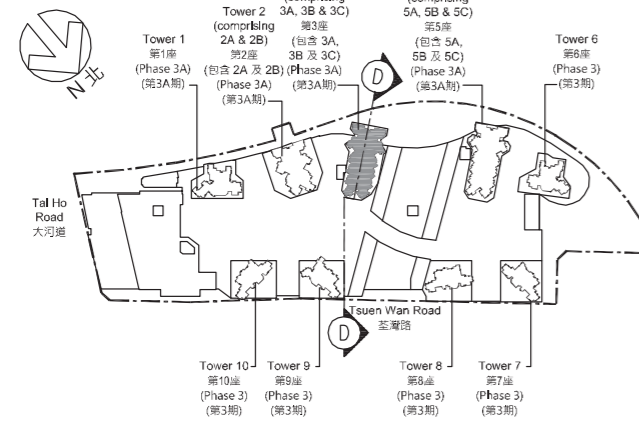 Tower 1
第1座
(Phase 3A)
(第3A期)
Tower 2
(comprising
2A & 2B)
第2座
(包含 2A 及 2B)
(Phase 3A)
(第3A期)
3A, 3B & 3C)
第3座
(包含 3A,
3B 及 3C)
(Phase 3A)
(第3A期)
5A, 5B & 5C)
第5座
(包含 5A,
5B 及 5C)
(Phase 3A)
(第3A期)
Tower 6
第6座
(Phase 3)
(第3期)
N 北
D
Tai Ho
Road
大河道
Tsuen Wan Road
荃灣路
D
Tower 10
第10座
(Phase 3)
(第3期)
Tower 9
第9座
(Phase 3)
(第3期)
Tower 8
第8座
(Phase 3)
(第3期)
Tower 7
第7座
(Phase 3)
(第3期)